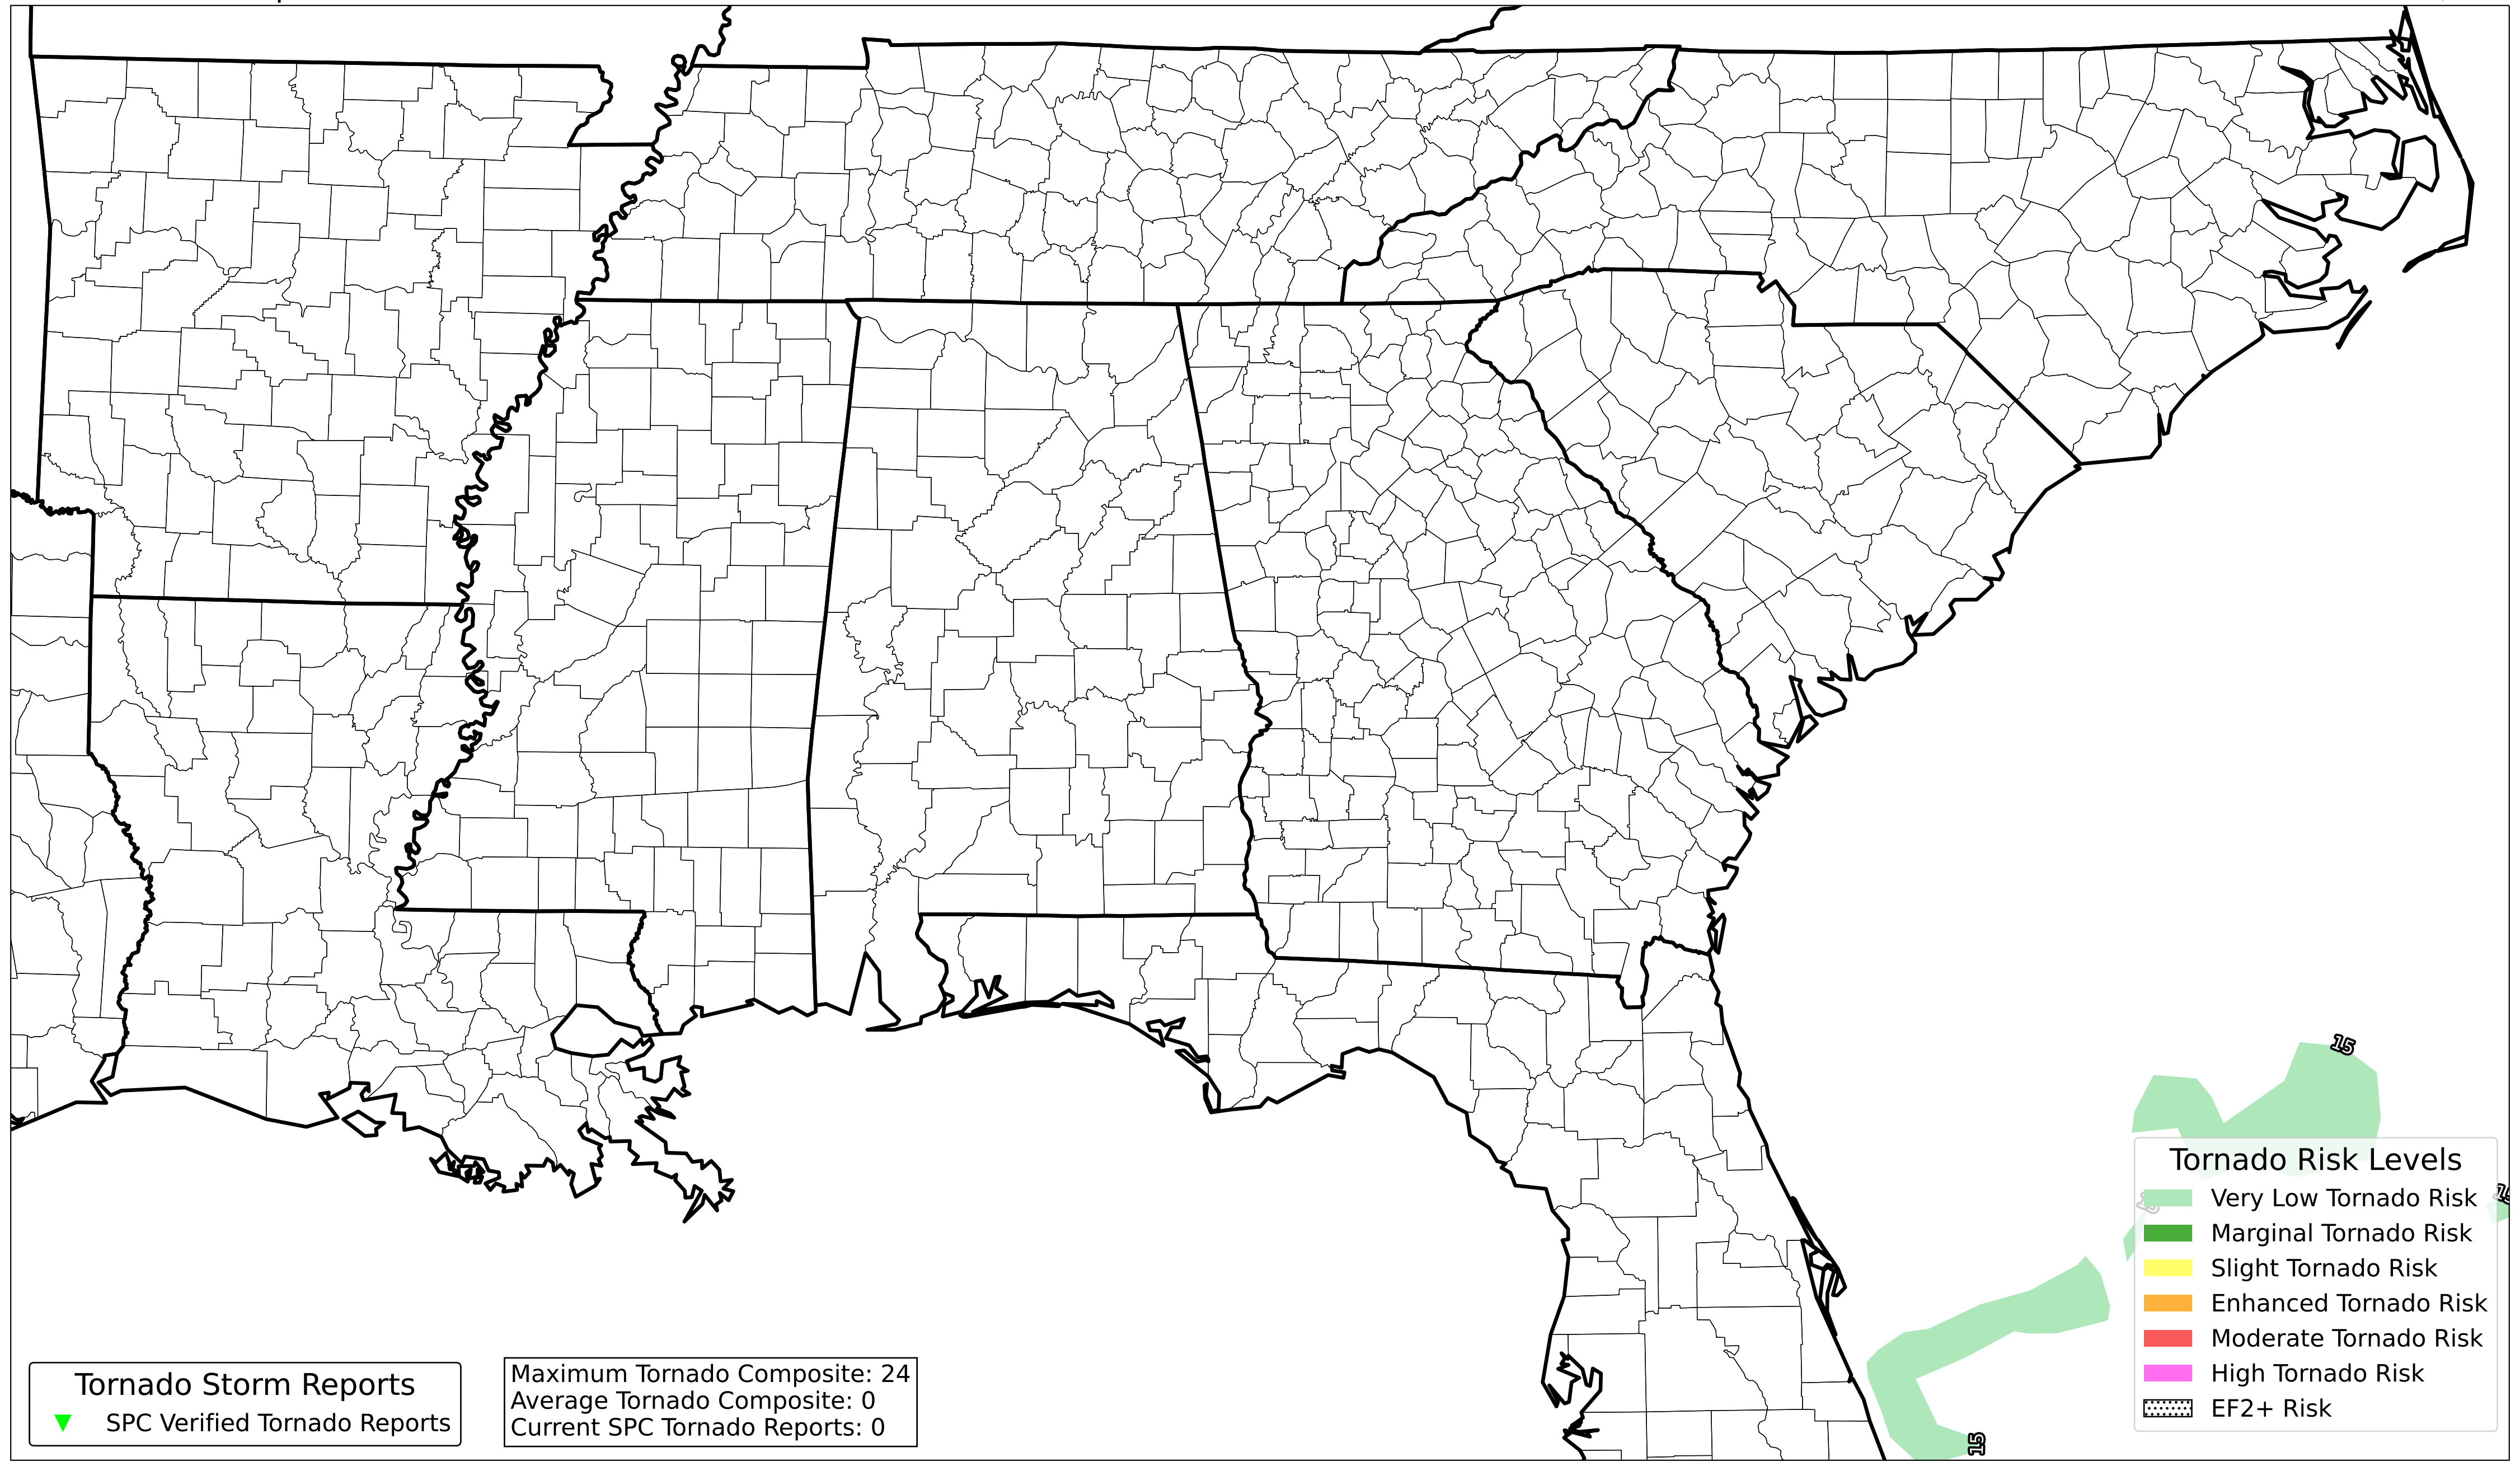 15
Tornado Risk Levels
Very Low Tornado Risk
Marginal Tornado Risk
Slight Tornado Risk
Enhanced Tornado Risk
Moderate Tornado Risk
High Tornado Risk
EF2+ Risk
15
15
Tornado Storm Reports
SPC Verified Tornado Reports
Maximum Tornado Composite: 24
Average Tornado Composite: 0
Current SPC Tornado Reports: 0
15